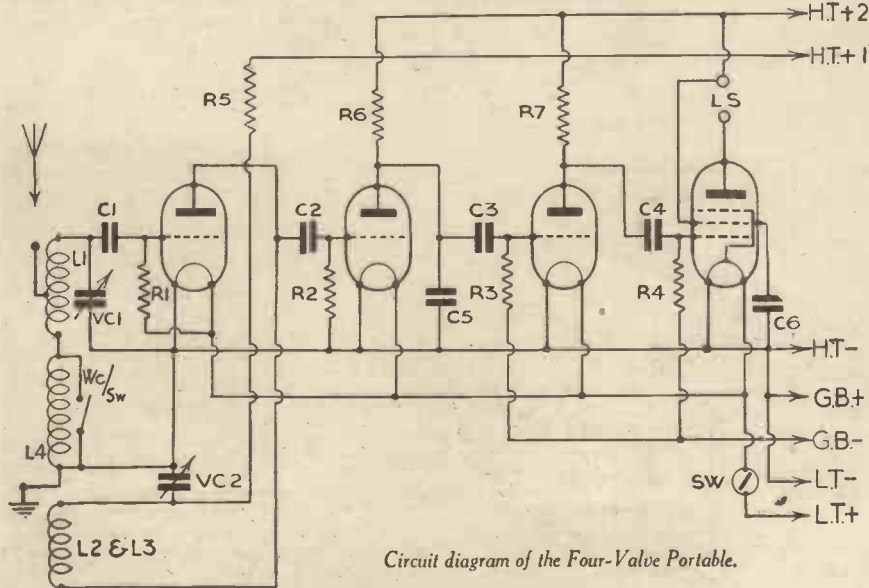 H.T+2
H.T.+1
R5
R6
R7
LS
C1
C2
C3
C4
L1
VC1
R1
R2
C5
R3
R4
C6
H.T-
Wc/Sw
G.B+
G.B-
L4
VC2
SW
L.T-
L.T+
L2 & L3
Circuit diagram of the Four-Valve Portable.